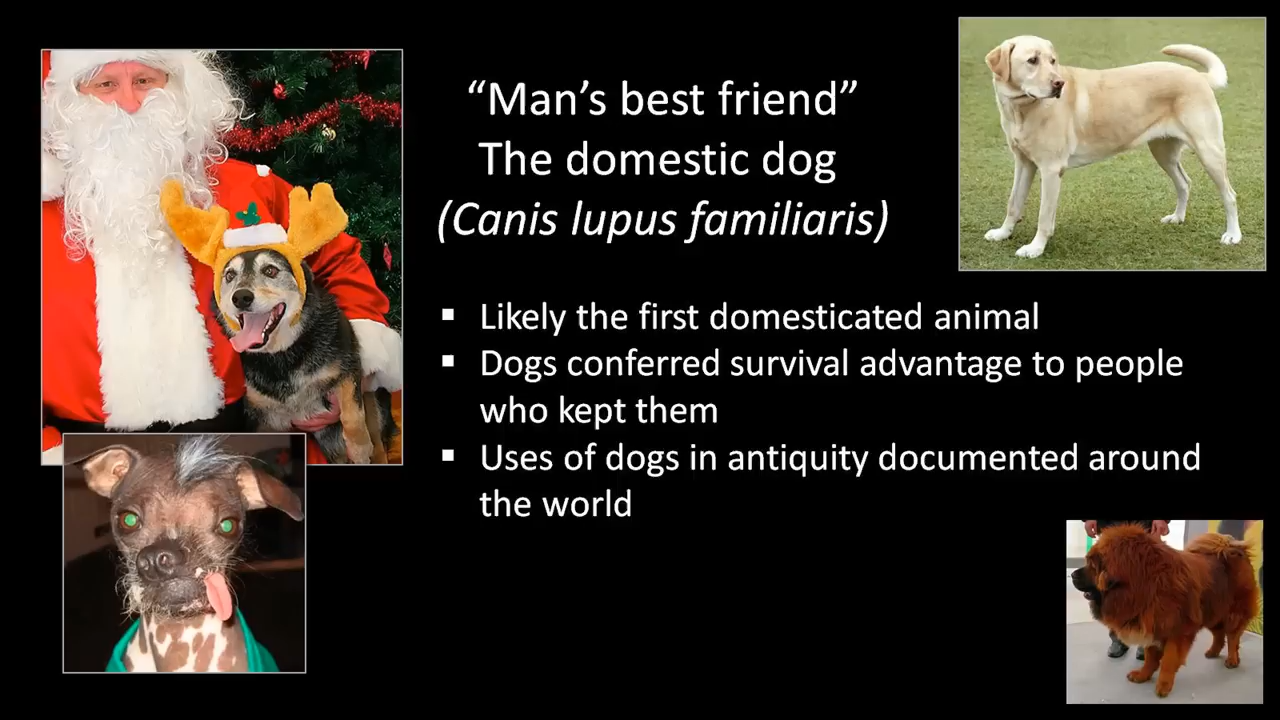 “Man’s best friend”
The domestic dog
(Canis lupus familiaris)
▪ Likely the first domesticated animal
▪ Dogs conferred survival advantage to people
who kept them
▪ Uses of dogs in antiquity documented around
the world